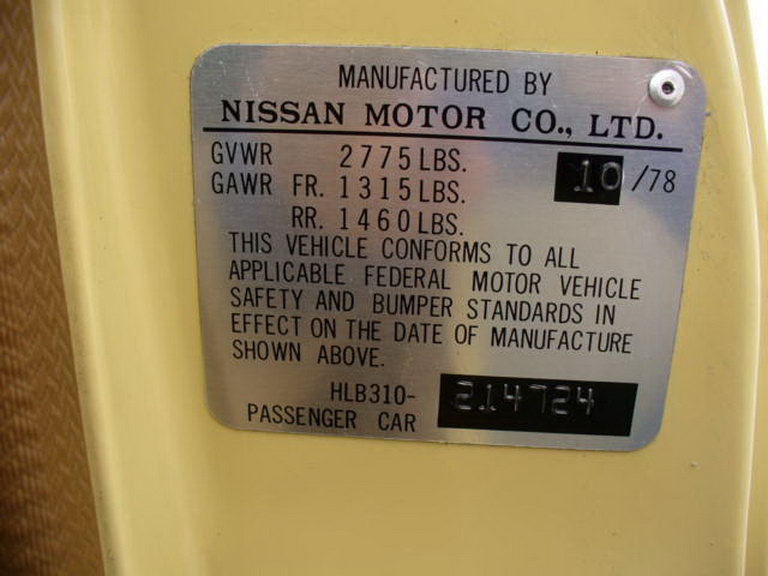 MANUFACTURED BY
NISSAN MOTOR CO., LTD.
GVWR 2775 LBS. 10/78
GAWR FR. 1315 LBS.
RR. 1460 LBS.
THIS VEHICLE CONFORMS TO ALL
APPLICABLE FEDERAL MOTOR VEHICLE
SAFETY AND BUMPER STANDARDS IN
EFFECT ON THE DATE OF MANUFACTURE
SHOWN ABOVE.
HLB310- 214724
PASSENGER CAR